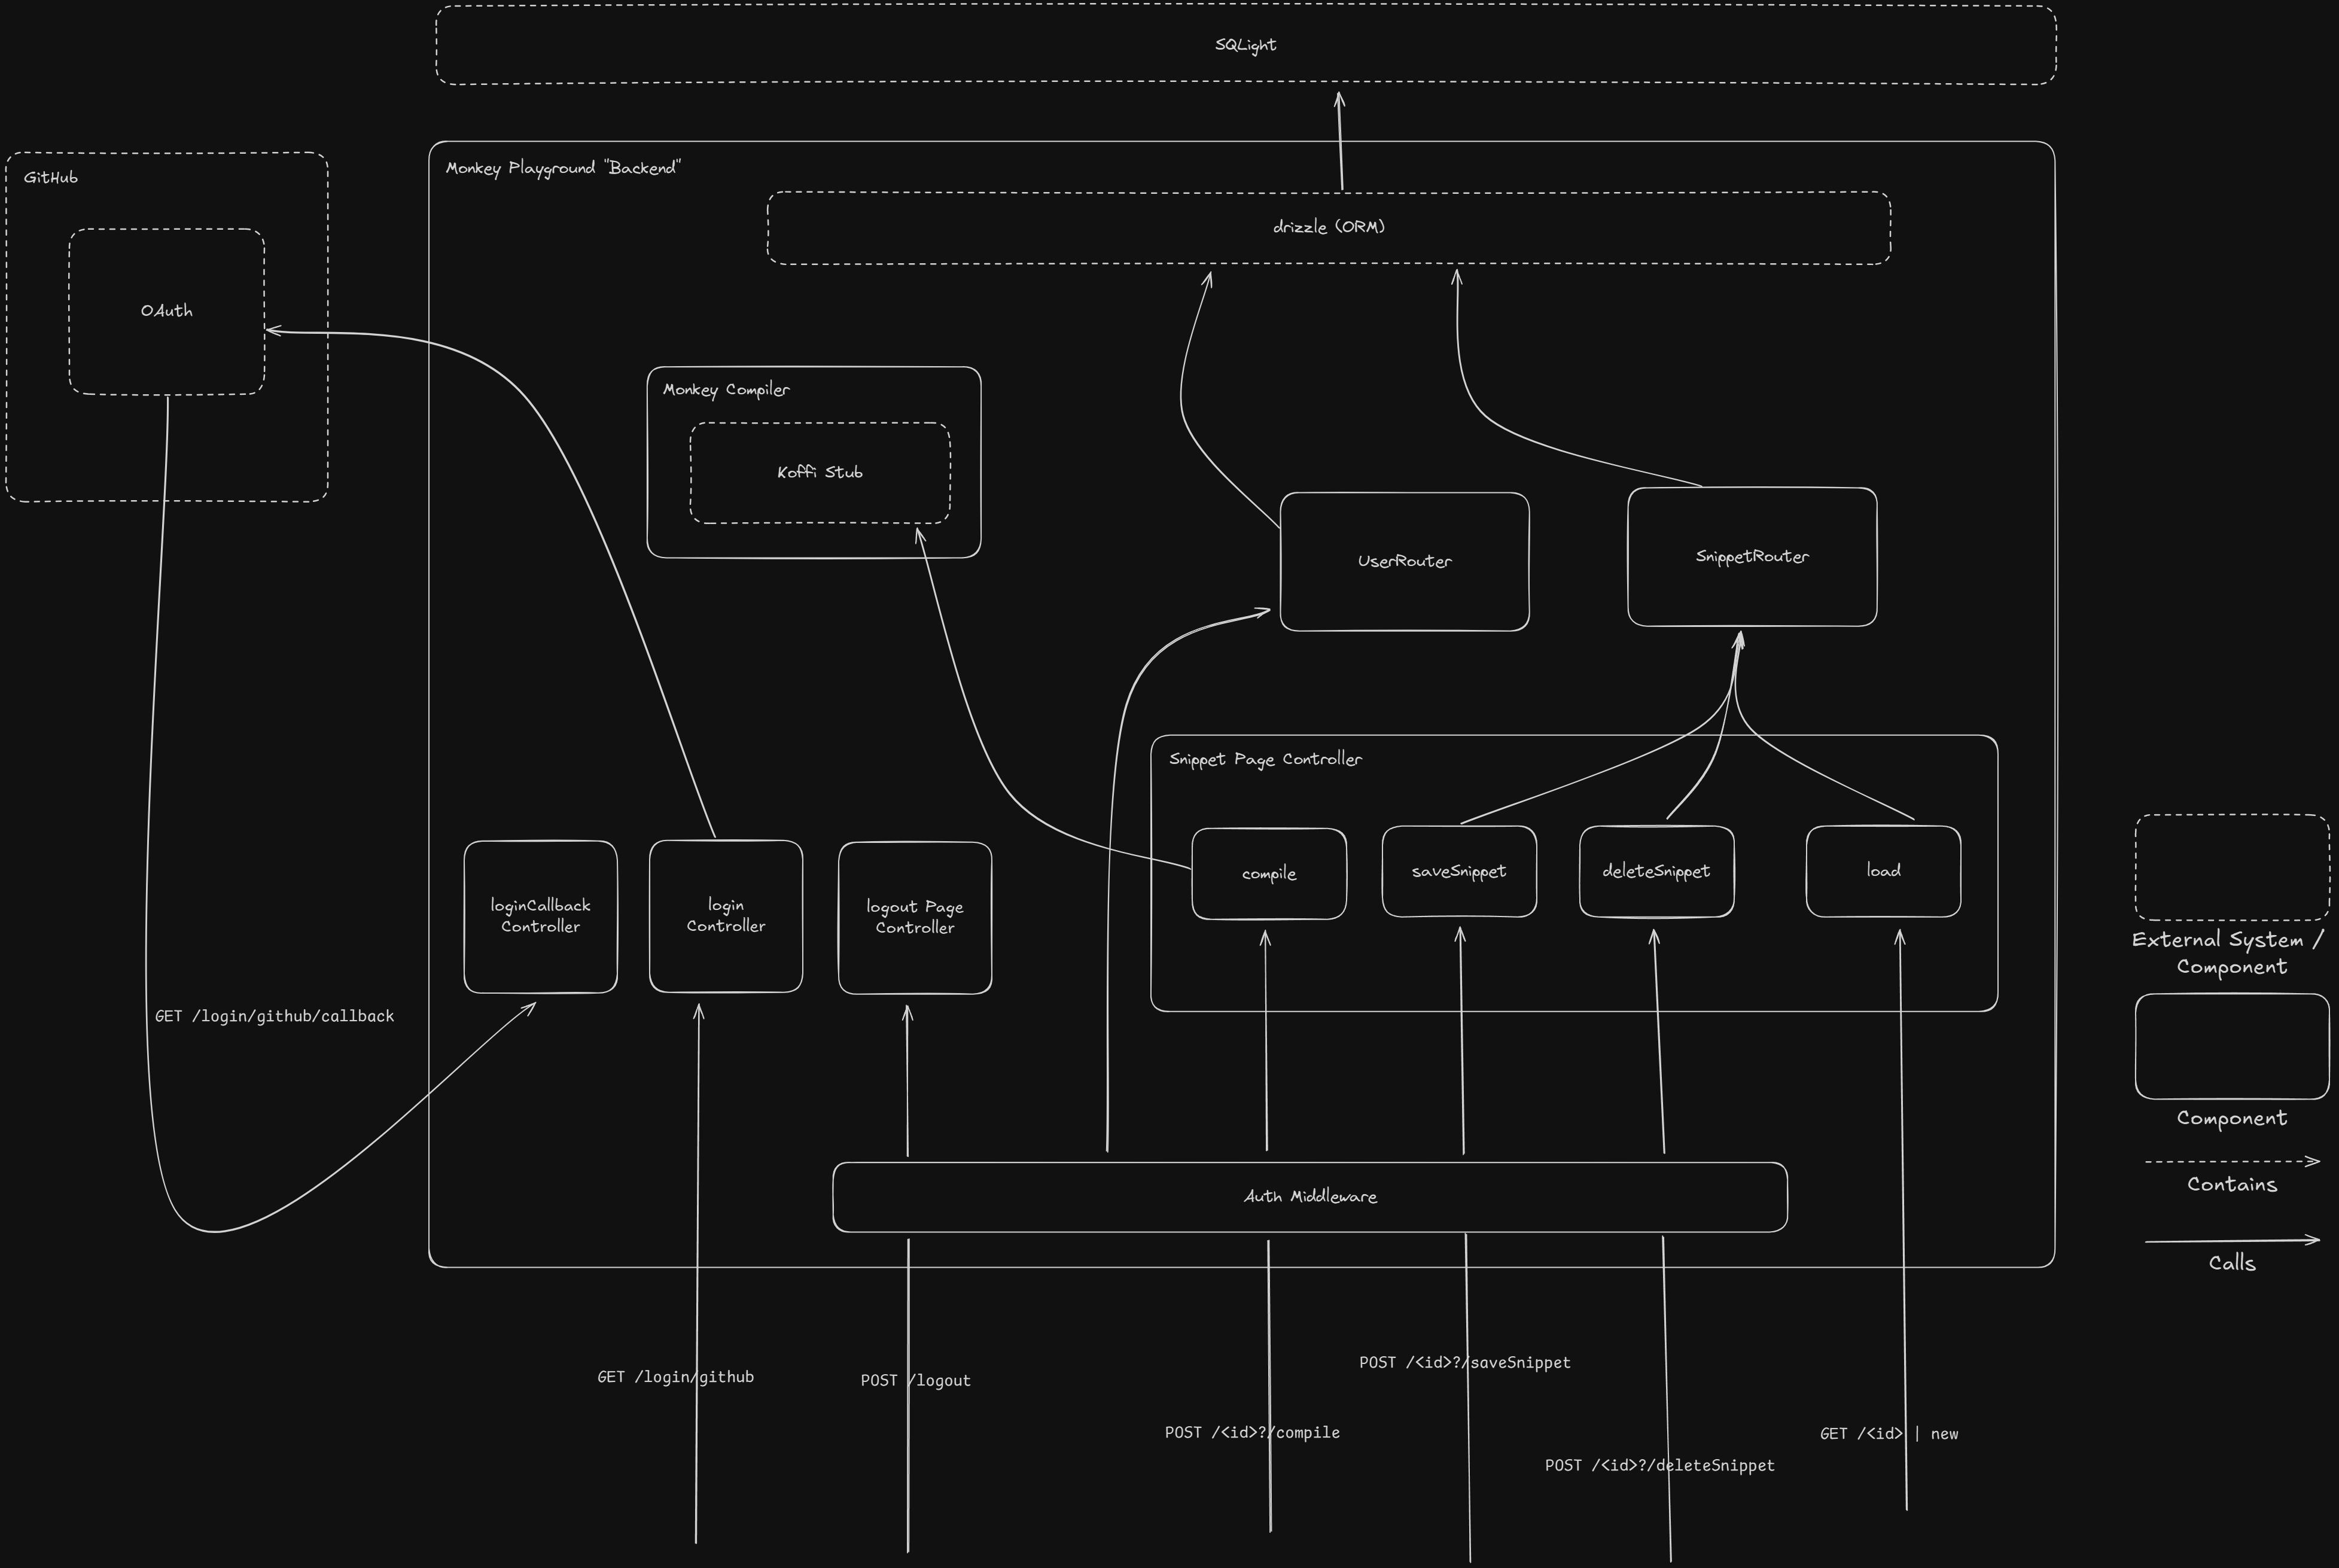 SQLight
GitHub
OAuth
Monkey Playground "Backend"
drizzle (ORM)
Monkey Compiler
Koffi Stub
UserRouter
SnippetRouter
Snippet Page Controller
compile
saveSnippet
deleteSnippet
load
loginCallback
Controller
login
Controller
logout Page
Controller
GET /login/github/callback
Auth Middleware
GET /login/github
POST /logout
POST /<id>?/compile
POST /<id>?/saveSnippet
POST /<id>?/deleteSnippet
GET /<id> | new
External System /
Component
Component
Contains
Calls